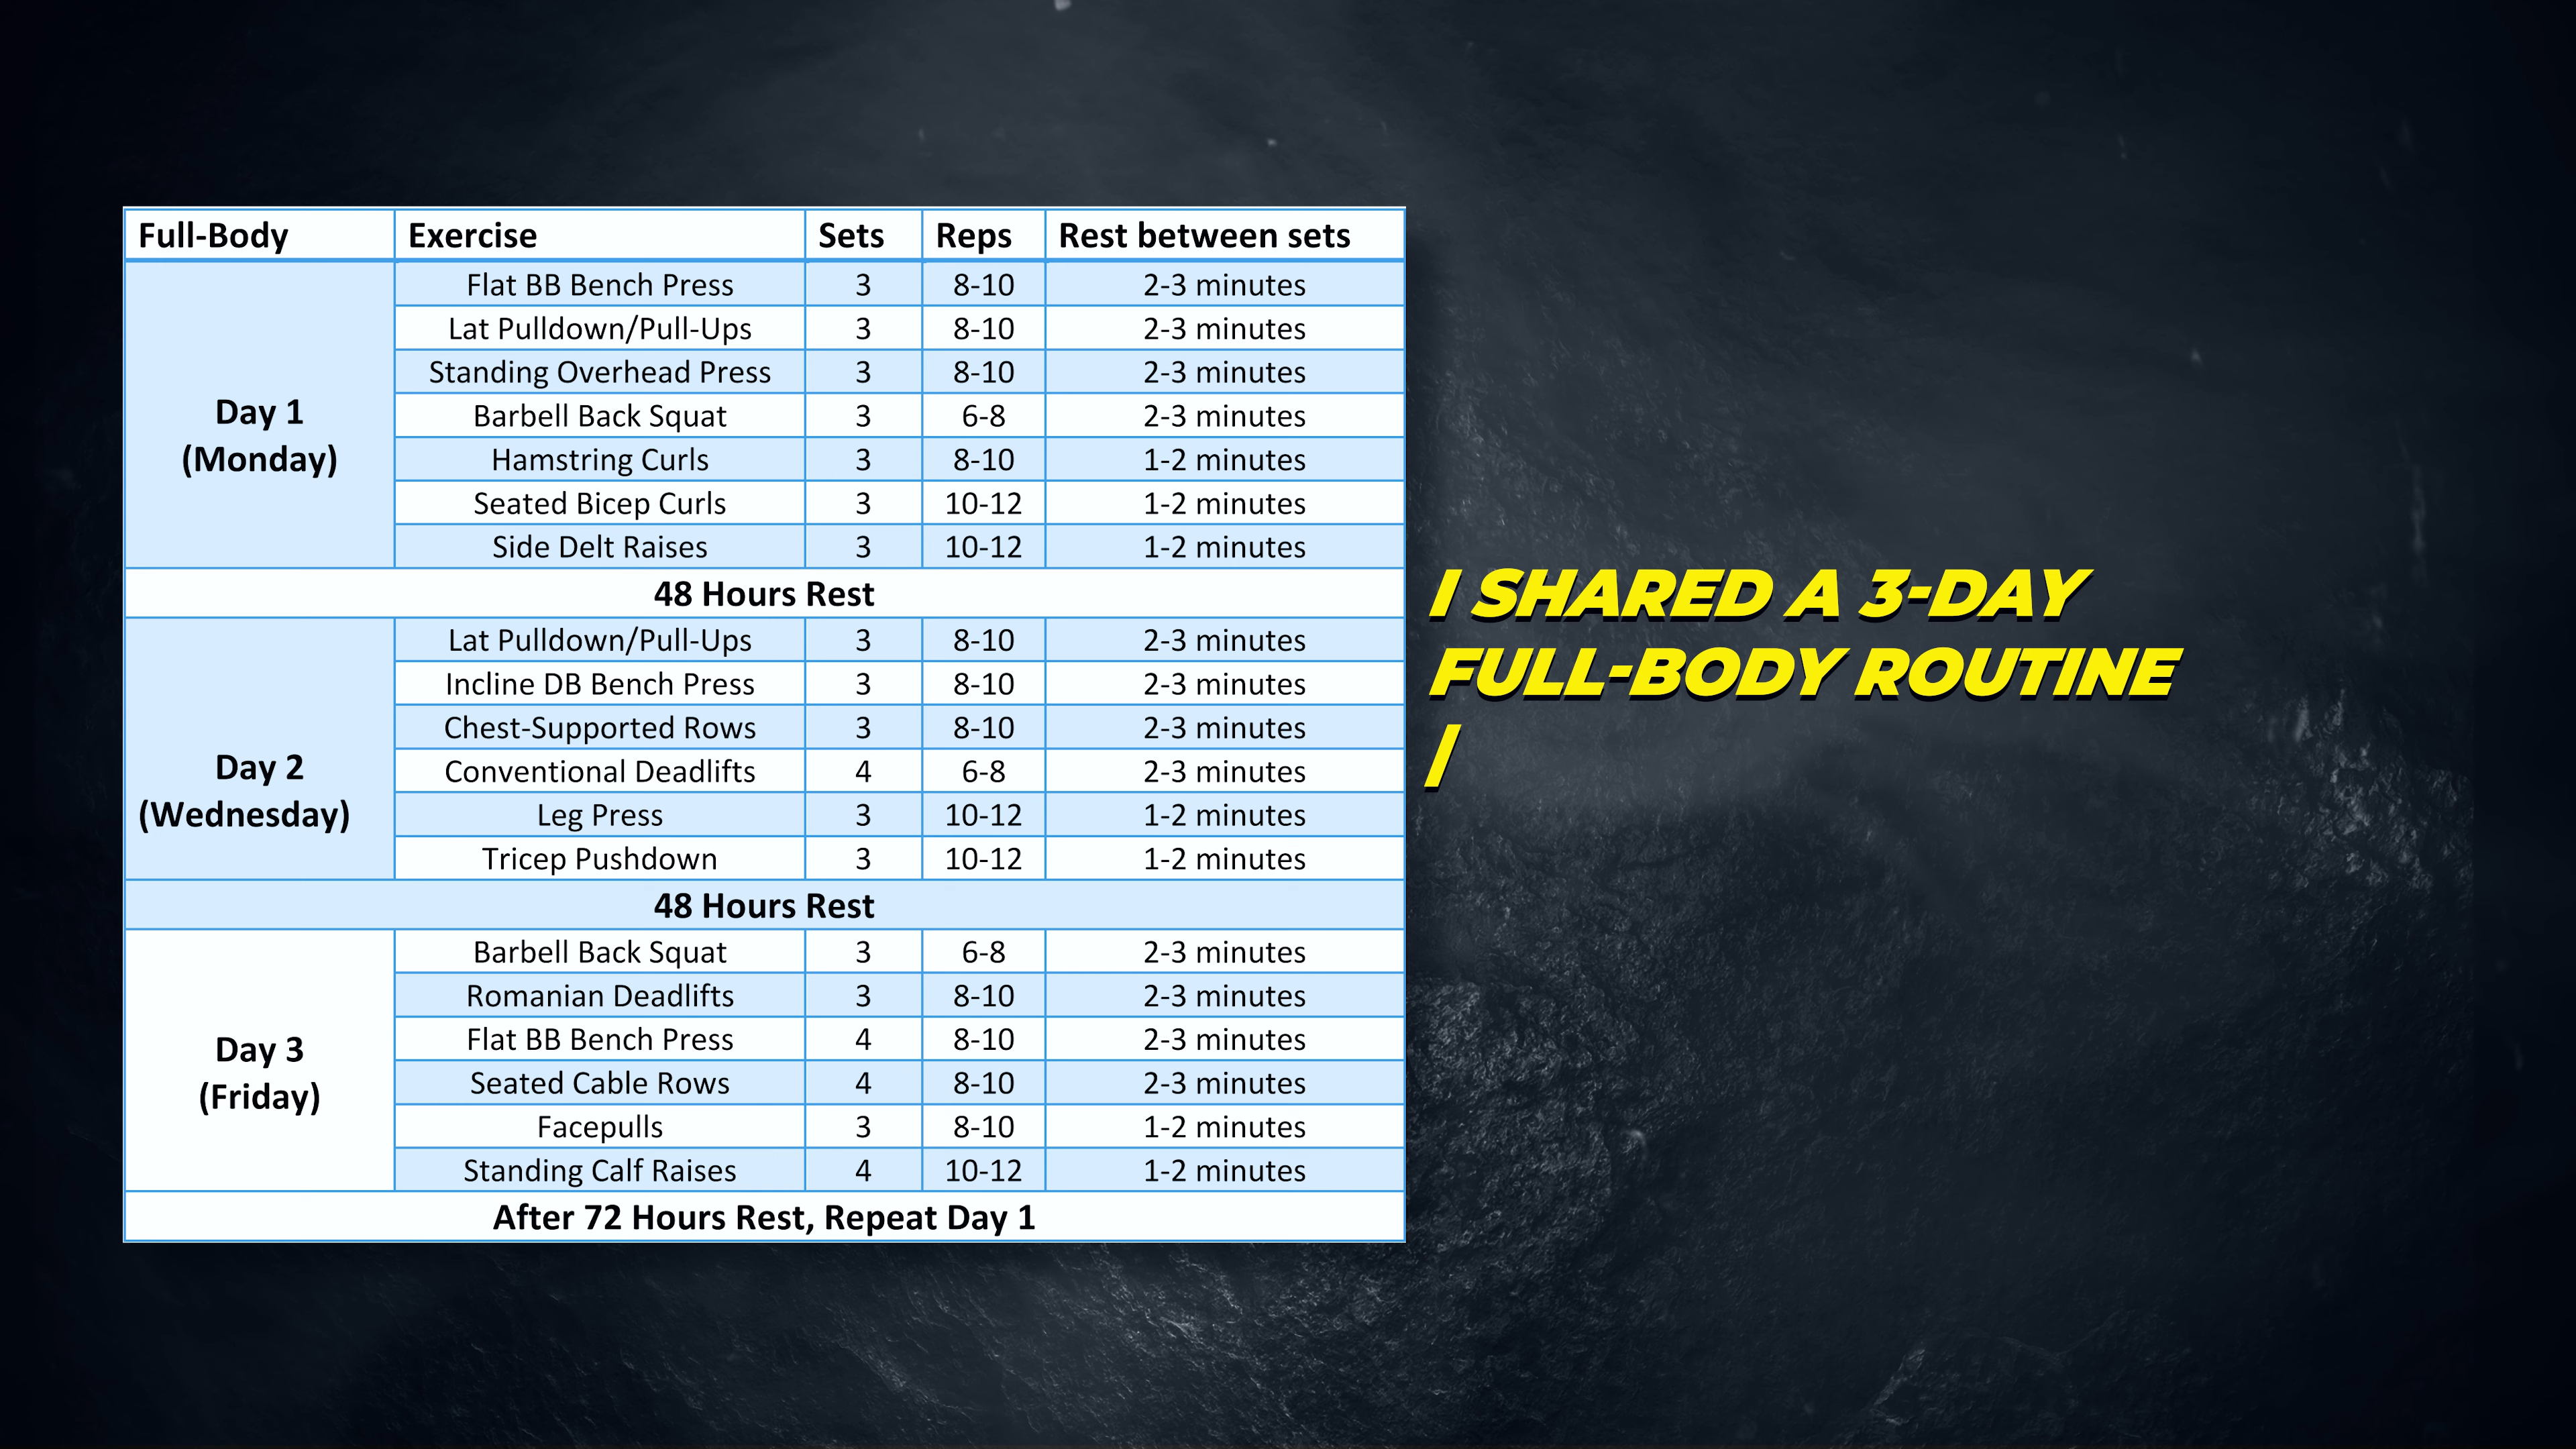 Full-Body Exercise Sets Reps Rest between sets
Day 1
(Monday)
Flat BB Bench Press 3 8-10 2-3 minutes
Lat Pulldown/Pull-Ups 3 8-10 2-3 minutes
Standing Overhead Press 3 8-10 2-3 minutes
Barbell Back Squat 3 6-8 2-3 minutes
Hamstring Curls 3 8-10 1-2 minutes
Seated Bicep Curls 3 10-12 1-2 minutes
Side Delt Raises 3 10-12 1-2 minutes
48 Hours Rest
Day 2
(Wednesday)
Lat Pulldown/Pull-Ups 3 8-10 2-3 minutes
Incline DB Bench Press 3 8-10 2-3 minutes
Chest-Supported Rows 3 8-10 2-3 minutes
Conventional Deadlifts 4 6-8 2-3 minutes
Leg Press 3 10-12 1-2 minutes
Tricep Pushdown 3 10-12 1-2 minutes
48 Hours Rest
Day 3
(Friday)
Barbell Back Squat 3 6-8 2-3 minutes
Romanian Deadlifts 3 8-10 2-3 minutes
Flat BB Bench Press 4 8-10 2-3 minutes
Seated Cable Rows 4 8-10 2-3 minutes
Facepulls 3 8-10 1-2 minutes
Standing Calf Raises 4 10-12 1-2 minutes
After 72 Hours Rest, Repeat Day 1
I SHARED A 3-DAY
FULL-BODY ROUTINE
|